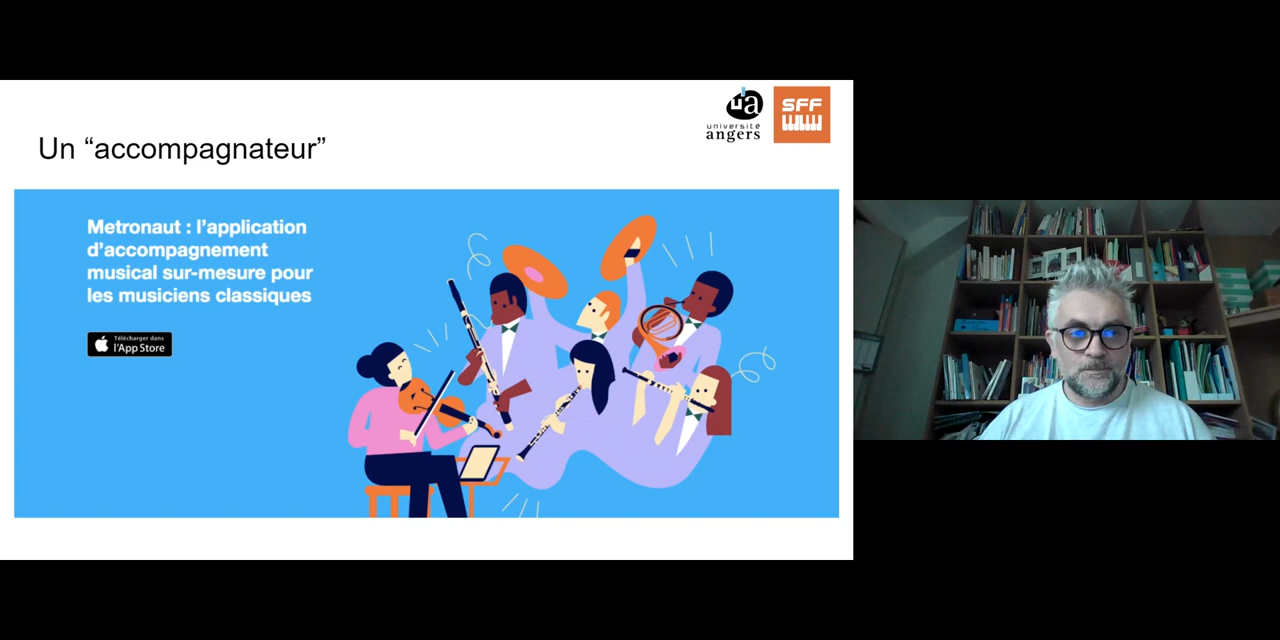 ua
université
angers
SFF
Un “accompagnateur”
Metronaut : l’application
d’accompagnement
musical sur-mesure pour
les musiciens classiques
Télécharger dans
l’App Store